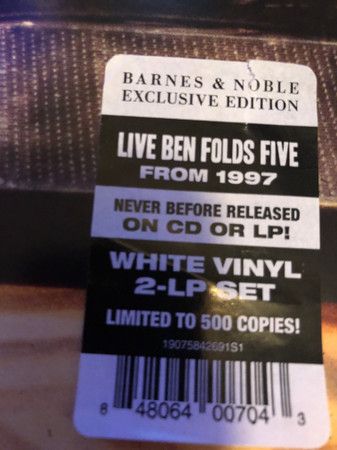 BARNES & NOBLE
EXCLUSIVE EDITION
LIVE BEN FOLDS FIVE
FROM 1997
NEVER BEFORE RELEASED
ON CD OR LP!
WHITE VINYL
2-LP SET
LIMITED TO 500 COPIES!
19075842691S1
8 48064 00704 3